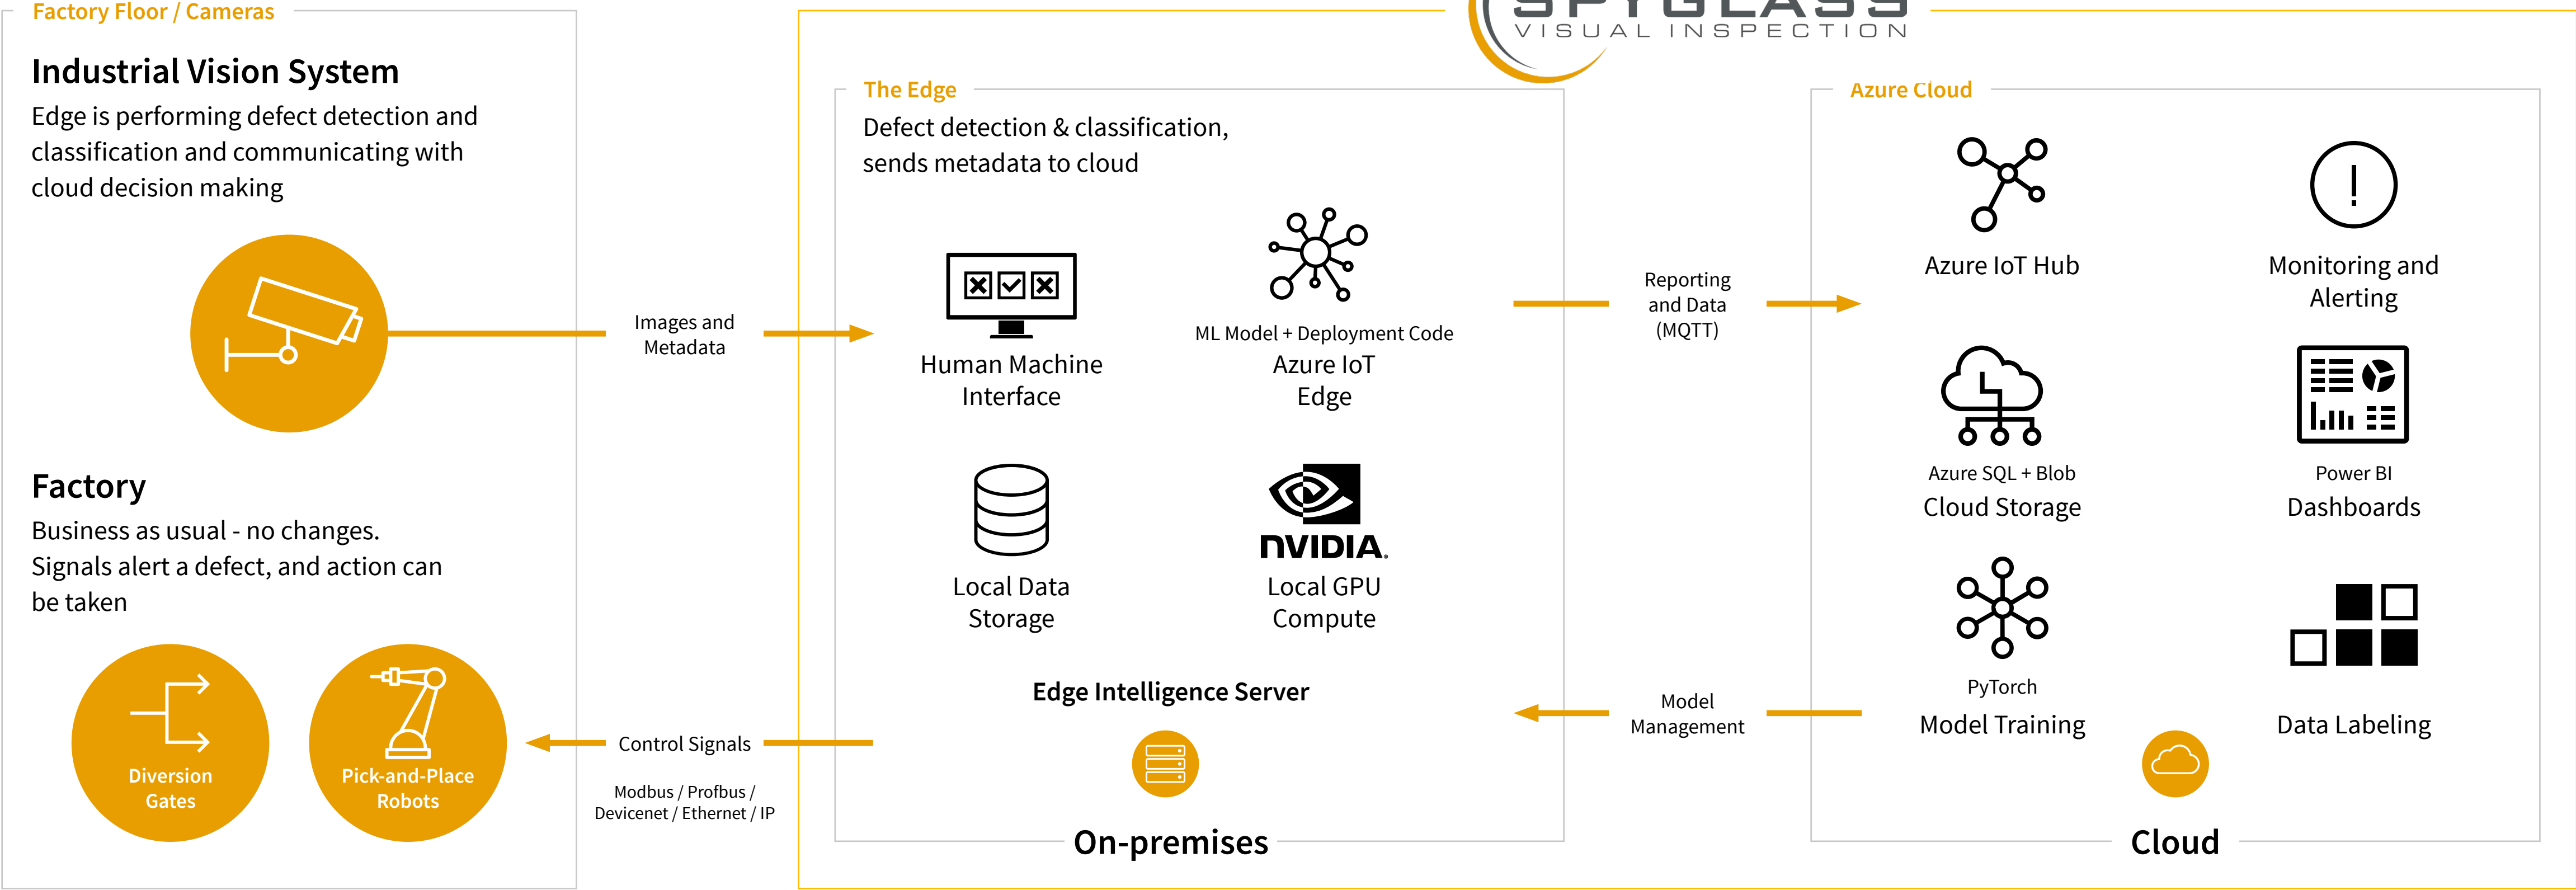 Factory Floor / Cameras
Industrial Vision System
Edge is performing defect detection and
classification and communicating with
cloud decision making
Factory
Business as usual - no changes.
Signals alert a defect, and action can
be taken
Diversion
Gates
Pick-and-Place
Robots
Images and
Metadata
Control Signals
Modbus / Profbus /
Devicenet / Ethernet / IP
SPYGLASS
VISUAL INSPECTION
The Edge
Defect detection & classification,
sends metadata to cloud
Human Machine
Interface
ML Model + Deployment Code
Azure IoT
Edge
Local Data
Storage
NVIDIA.
Local GPU
Compute
Edge Intelligence Server
On-premises
Reporting
and Data
(MQTT)
Model
Management
Azure Cloud
Azure IoT Hub
Monitoring and
Alerting
Azure SQL + Blob
Cloud Storage
Power BI
Dashboards
PyTorch
Model Training
Data Labeling
Cloud